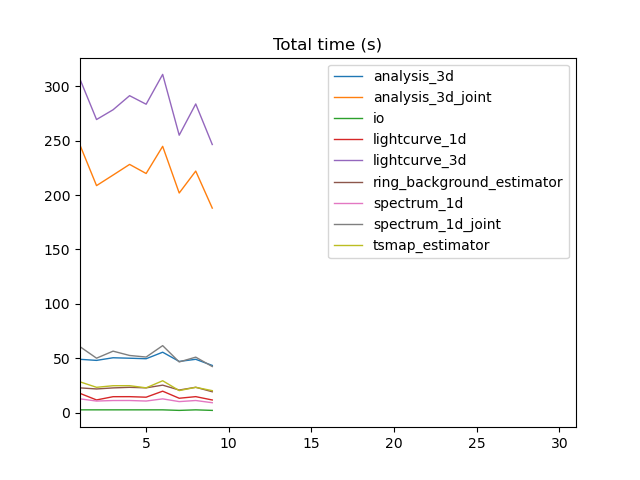 Total time (s)
300
250
200
150
100
50
0
5 10 15 20 25 30
analysis_3d
analysis_3d_joint
io
lightcurve_1d
lightcurve_3d
ring_background_estimator
spectrum_1d
spectrum_1d_joint
tsmap_estimator